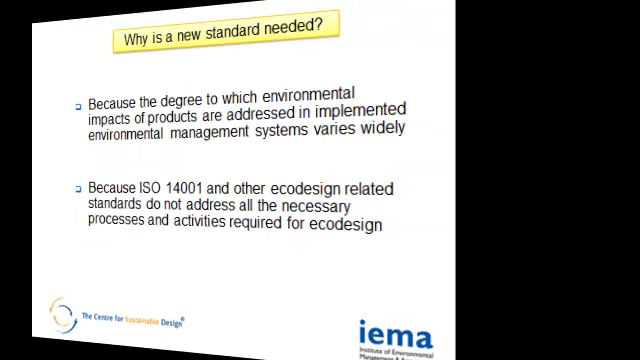 Why is a new standard needed?
Because the degree to which environmental
impacts of products are addressed in implemented
environmental management systems varies widely
Because ISO 14001 and other ecodesign related
standards do not address all the necessary
processes and activities required for ecodesign
The Centre for Sustainable Design®
iema
Institute of Environmental
Management &